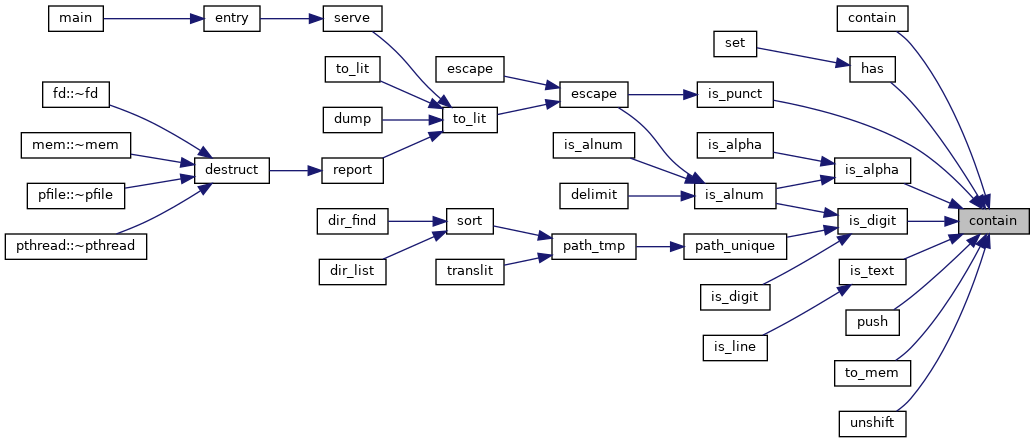 main
entry
serve
contain
set
has
to_lit
escape
fd::~fd
escape
is_punct
dump
to_lit
mem::~mem
is_alnum
is_alpha
destruct
report
is_alpha
pfile::~pfile
delimit
is_alnum
dir_find
sort
is_digit
contain
pthread::~pthread
path_tmp
path_unique
dir_list
translit
is_text
is_digit
push
is_line
to_mem
unshift